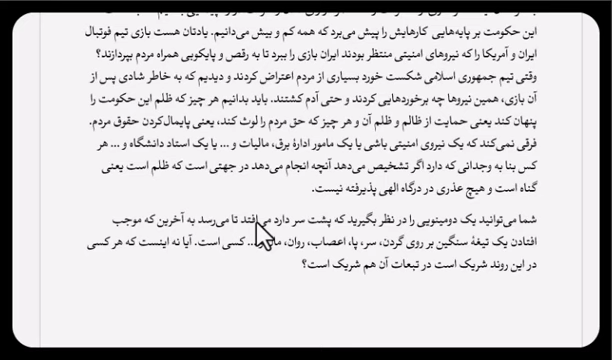 این حکومت بر پایه‌هایی کارهایش را پیش می‌برد که همه کم و بیش می‌دانیم. یادتان هست بازی تیم فوتبال
ایران و آمریکا را که نیروهای امنیتی منتظر بودند ایران بازی را ببرد تا به رقص و پایکوبی همراه مردم بپردازند؟
وقتی تیم جمهوری اسلامی شکست خورد بسیاری از مردم اعتراض کردند و دیدیم که به خاطر شادی پس از
آن بازی، همین نیروها چه برخوردهایی کردند و حتی آدم کشتند. باید بدانیم هر چیز که ظلم این حکومت را
پنهان کند یعنی حمایت از ظالم و ظلم آن و هر چیز که حق مردم را لوث کند، یعنی پایمال‌کردن حقوق مردم.
فرقی نمی‌کند که یک نیروی امنیتی باشی یا یک مامور ادارهٔ برق، مالیات و ... یا یک استاد دانشگاه و ... هر
کس بنا به وجدانی که دارد اگر تشخیص می‌دهد آنچه انجام می‌دهد در جهتی است که ظلم است یعنی
گناه است و هیچ عذری در درگاه الهی پذیرفته نیست.
شما می‌توانید یک دومینویی را در نظر بگیرید که پشت سر دارد می‌افتد تا می‌رسد به آخرین که موجب
افتادن یک تیغهٔ سنگین بر روی گردن، سر، پا، اعصاب، روان، ... کسی است. آیا نه اینست که هر کسی
در این روند شریک است در تبعات آن هم شریک است؟